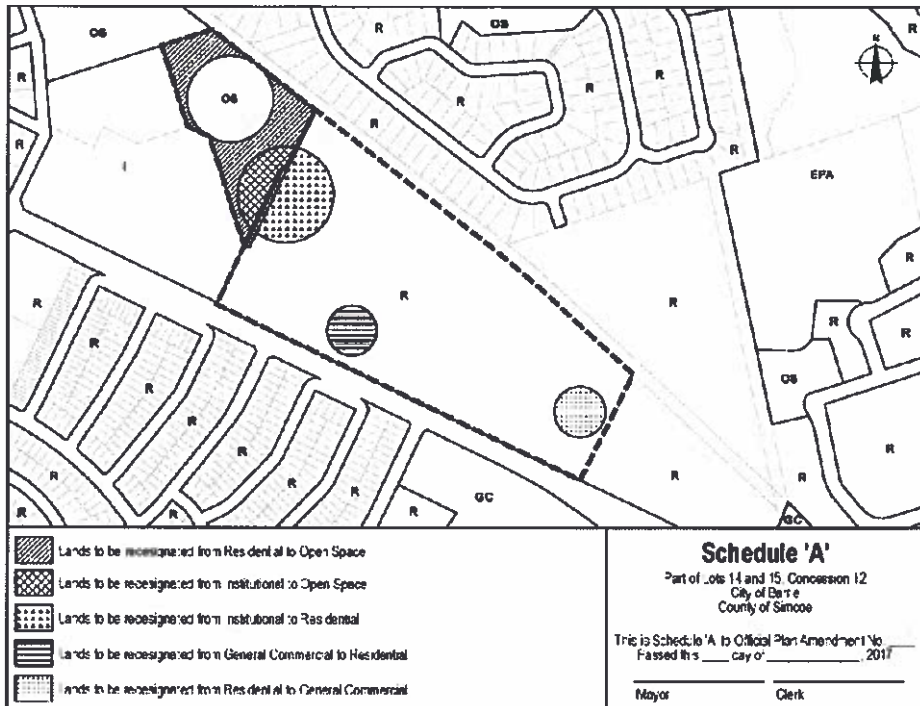 OS
OS
R
R
R
R
N
R
R
R
R
OS
R
R
EPA
R
I
R
R
R
R
R
R
R
OS
R
R
R
R
R
R
R
R
R
GC
R
R
R
R
GC
Lands to be redesignated from Residential to Open Space
Lands to be redesignated from Institutional to Open Space
Lands to be redesignated from Institutional to Residential
Lands to be redesignated from General Commercial to Residential
Lands to be redesignated from Residential to General Commercial
Schedule 'A'
Part of Lots 14 and 15, Concession 12
City of Barrie
County of Simcoe
This is Schedule 'A' to Official Plan Amendment No. ____
Passed this ____ day of ____________, 2017
Mayor Clerk